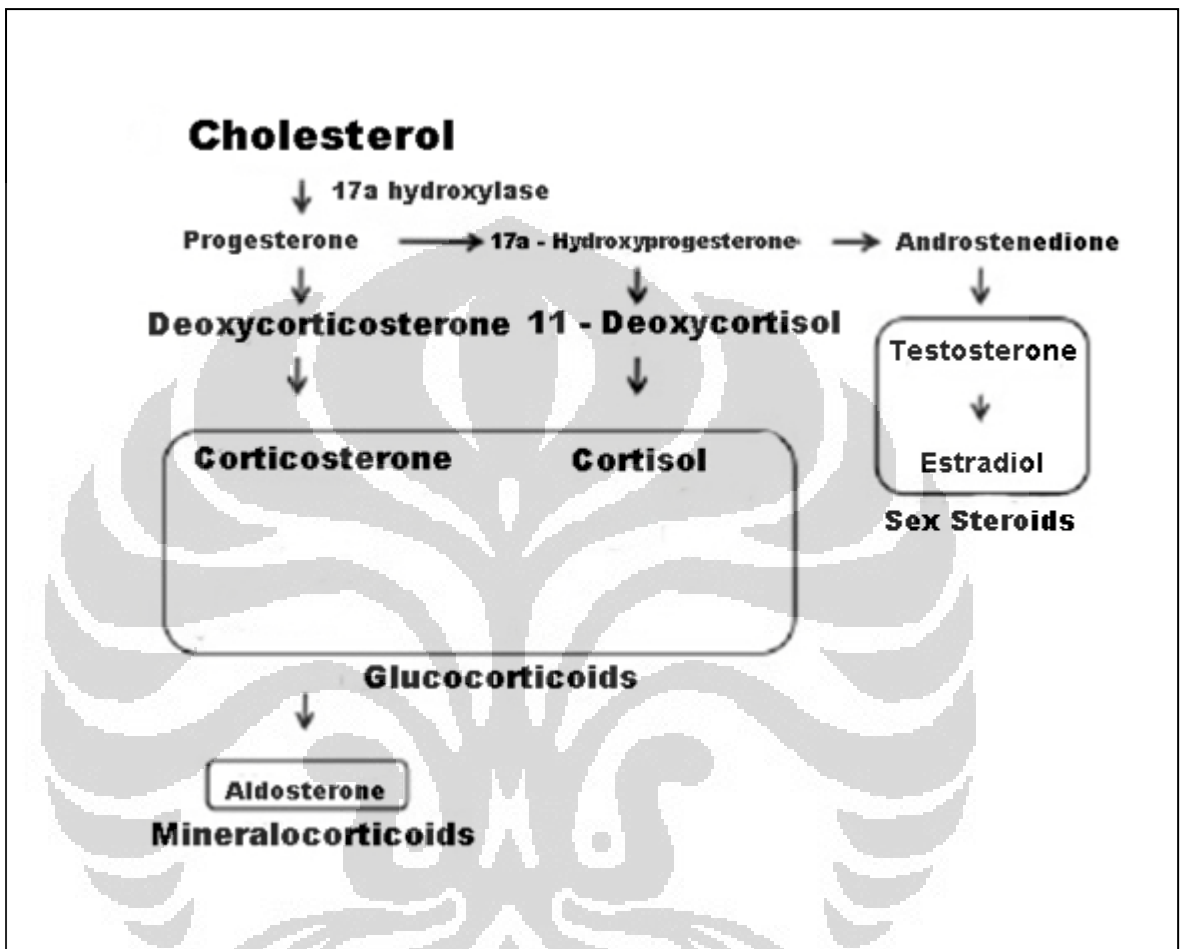 Cholesterol
17a hydroxylase
Progesterone 17a - Hydroxyprogesterone Androstenedione
Deoxycorticosterone 11 - Deoxycortisol
Testosterone
Corticosterone Cortisol Estradiol
Sex Steroids
Glucocorticoids
Aldosterone
Mineralocorticoids